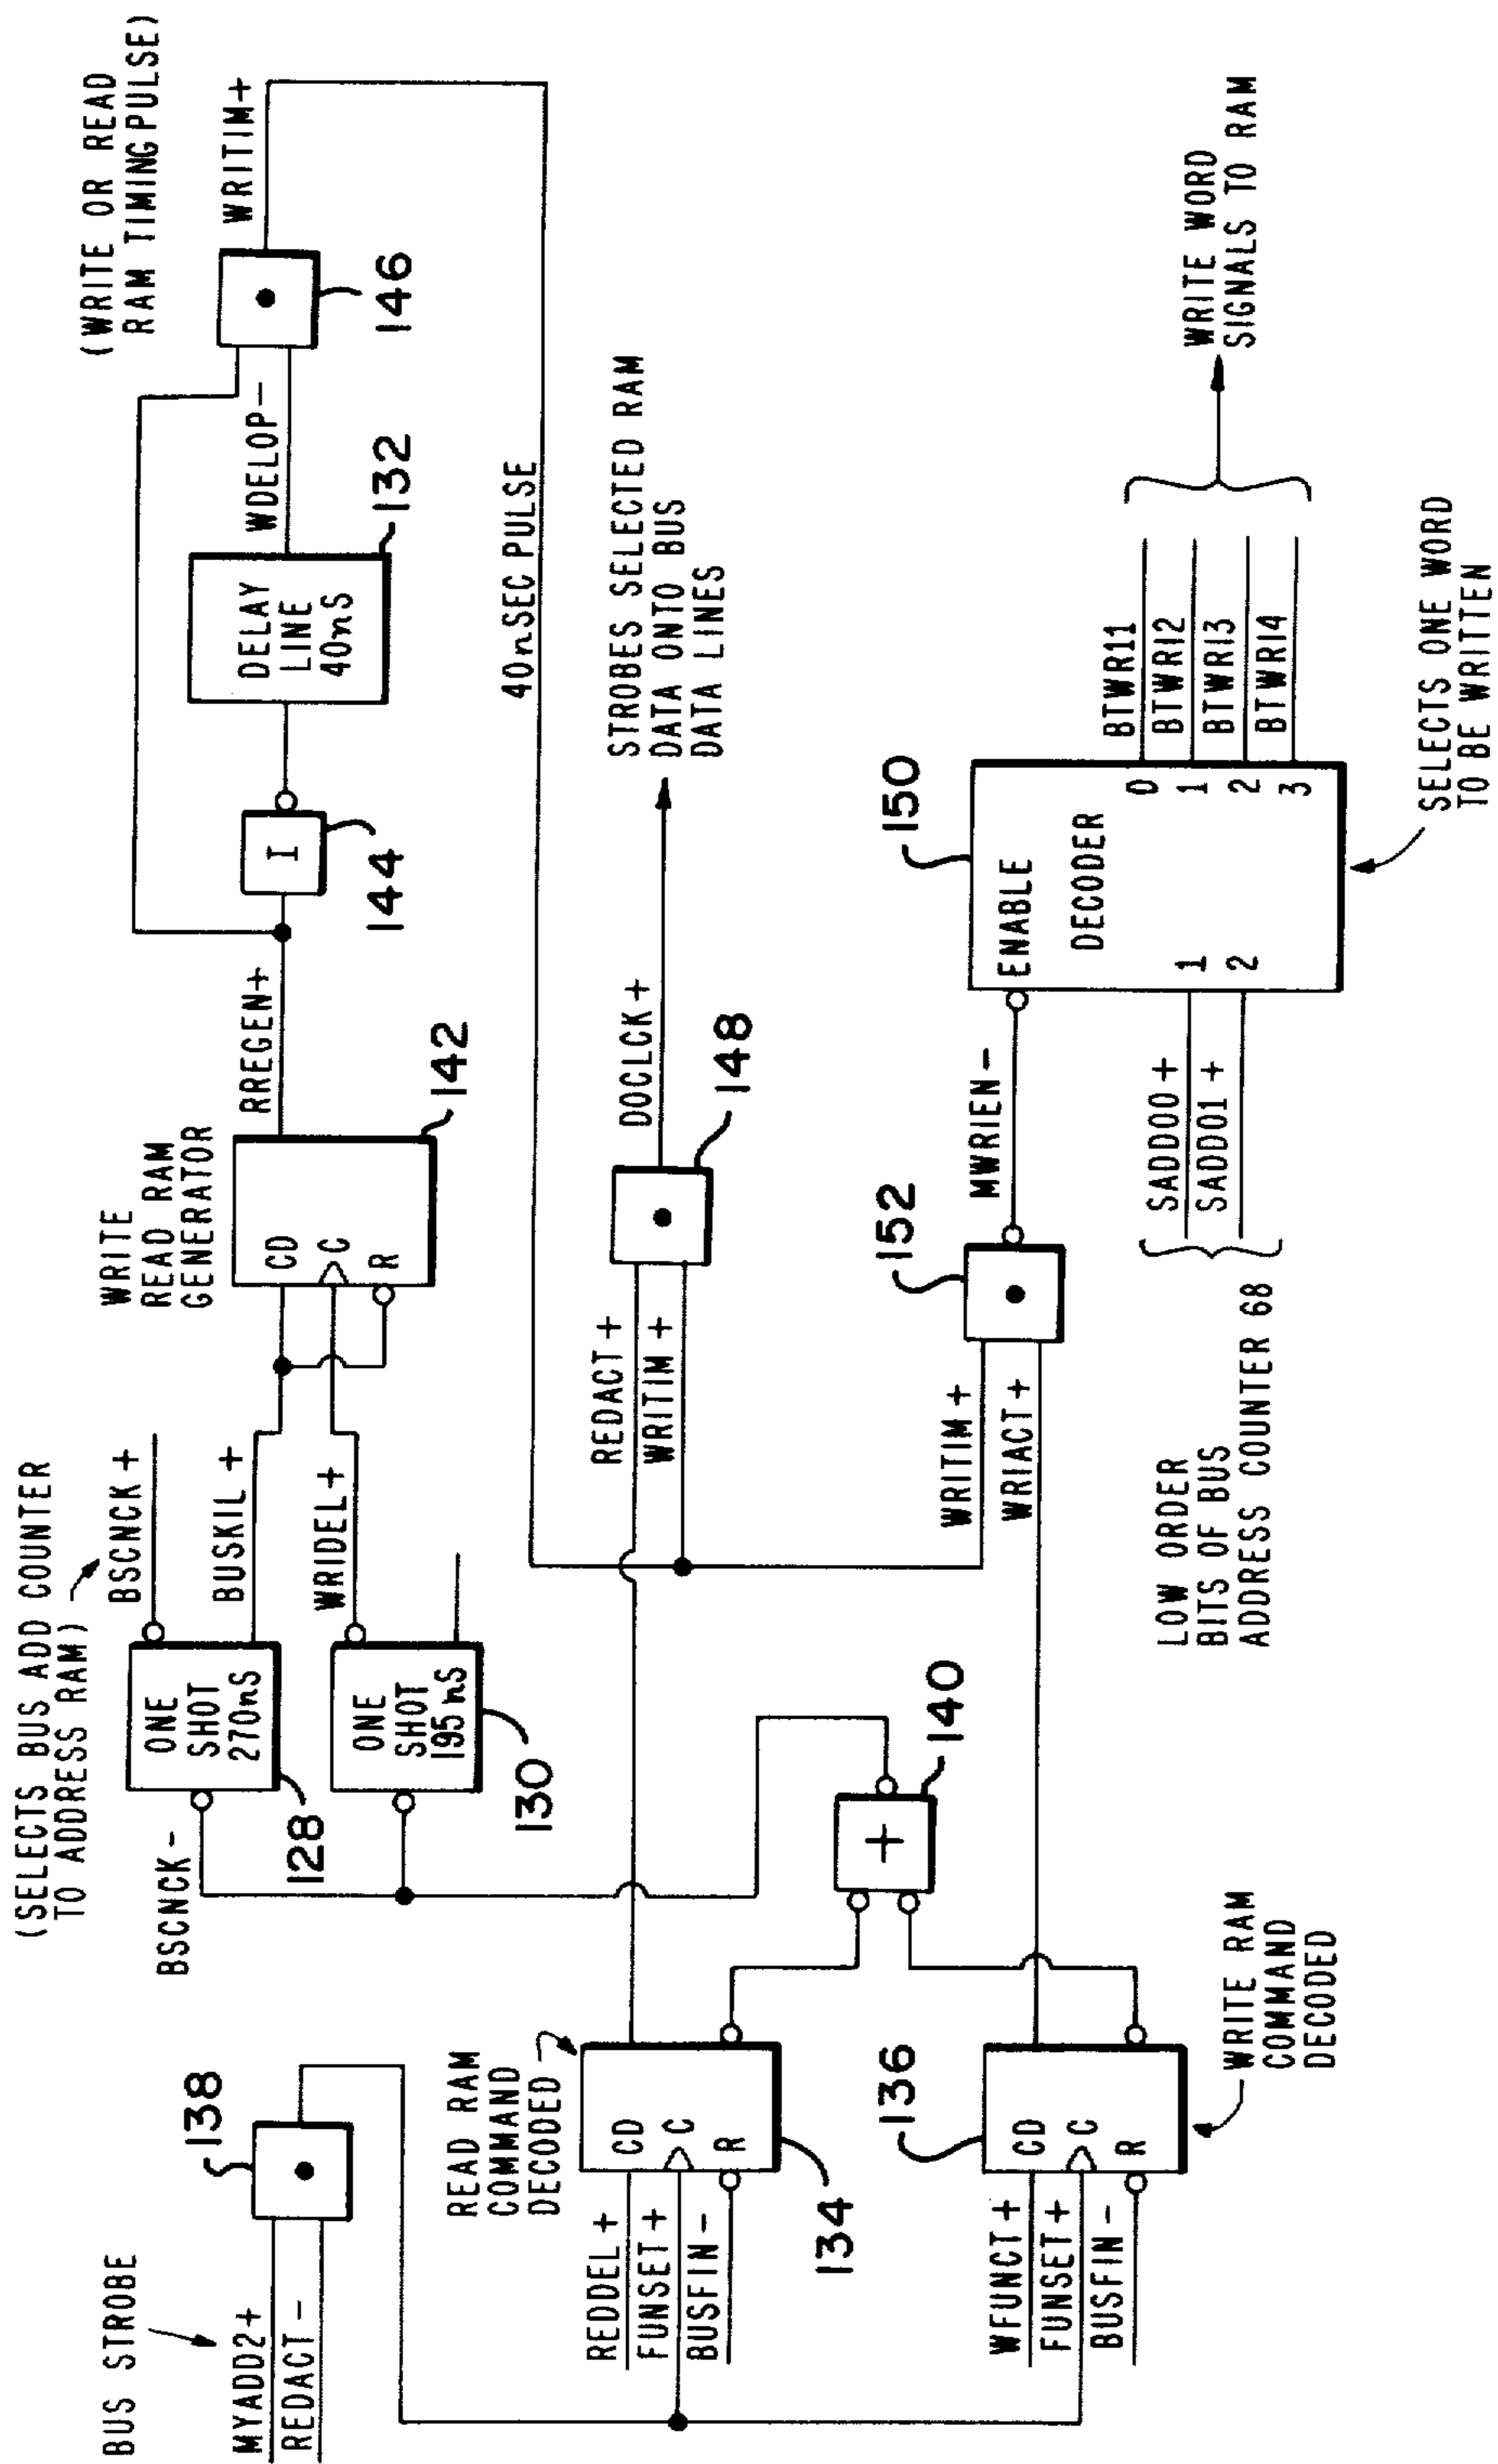 BUS STROBE
MYADD2+
REDACT-
138
(SELECTS BUS ADD COUNTER
TO ADDRESS RAM)
BSCNCK-
ONE
SHOT
270nS
128
BSCNCK+
BUSKIL+
ONE
SHOT
195nS
130
WRIDEL+
WRITE
READ RAM
GENERATOR
CD
C
R
142
RREGEN+
I
144
DELAY
LINE
40nS
132
WDELOP-
146
(WRITE OR READ
RAM TIMING PULSE)
WRITIM+
40nSEC PULSE
READ RAM
COMMAND
DECODED
REDDEL+
FUNSET+
BUSFIN-
CD
C
R
134
REDACT+
WRITIM+
148
DOCLCK+
STROBES SELECTED RAM
DATA ONTO BUS
DATA LINES
+
140
WFUNCT+
FUNSET+
BUSFIN-
CD
C
R
136
WRITE RAM
COMMAND
DECODED
WRITIM+
WRIACT+
152
MWRIEN-
LOW ORDER
BITS OF BUS
ADDRESS COUNTER 68
SADD00+
SADD01+
150
ENABLE
DECODER
1
2
0
1
2
3
BTWR11
BTWR12
BTWR13
BTWR14
WRITE WORD
SIGNALS TO RAM
SELECTS ONE WORD
TO BE WRITTEN